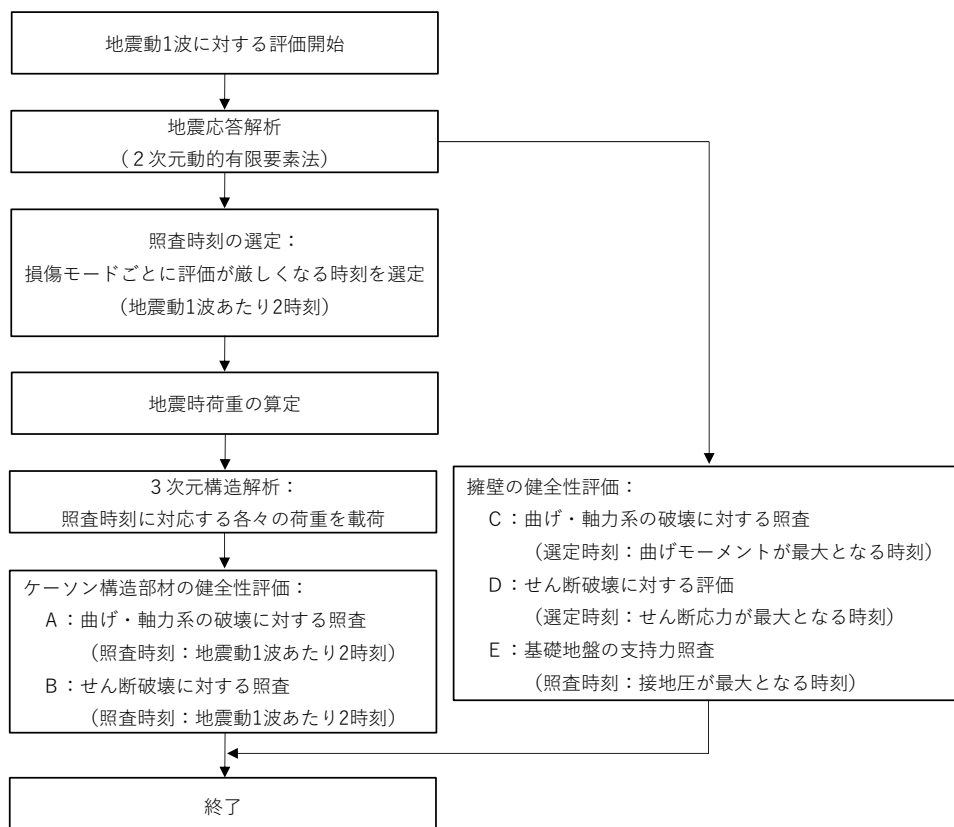 地震動1波に対する評価開始
地震応答解析
（２次元動的有限要素法）
照査時刻の選定：
損傷モードごとに評価が厳しくなる時刻を選定
（地震動1波あたり2時刻）
地震時荷重の算定
３次元構造解析：
照査時刻に対応する各々の荷重を載荷
ケーソン構造部材の健全性評価：
Ａ：曲げ・軸力系の破壊に対する照査
（照査時刻：地震動1波あたり2時刻）
Ｂ：せん断破壊に対する照査
（照査時刻：地震動1波あたり2時刻）
擁壁の健全性評価：
Ｃ：曲げ・軸力系の破壊に対する照査
（選定時刻：曲げモーメントが最大となる時刻）
Ｄ：せん断破壊に対する評価
（選定時刻：せん断応力が最大となる時刻）
Ｅ：基礎地盤の支持力照査
（照査時刻：接地圧が最大となる時刻）
終了